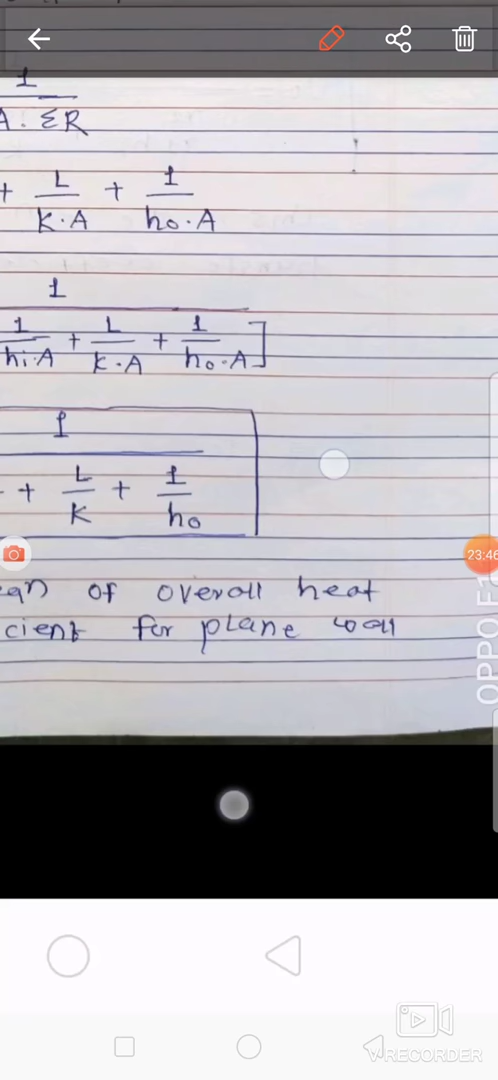 1
A. ΣR
+ L/K·A + 1/ho·A
1
1/hi·A + L/K·A + 1/ho·A ]
1
+ L/K + 1/ho
23:46
of overall heat
for plane wall
OPPO F1
VRECORDER